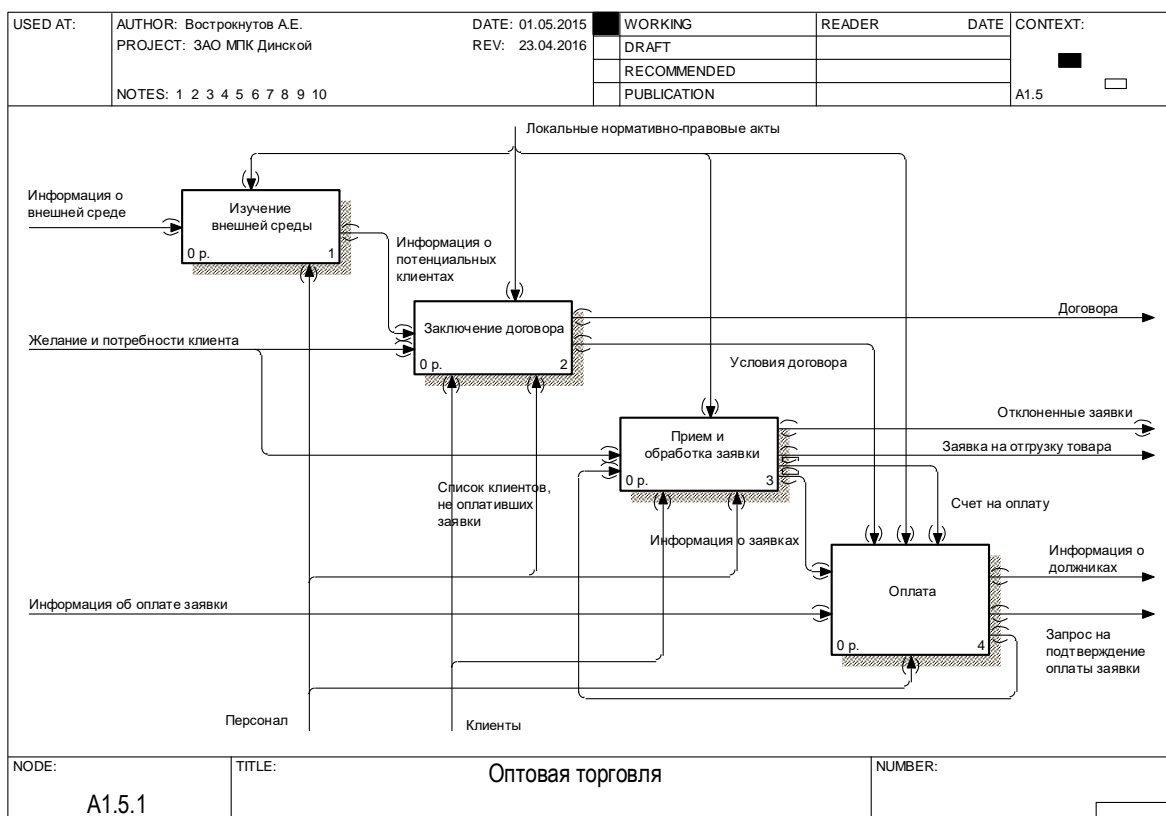 USED AT:
AUTHOR: Вострокнутов А.Е.
DATE: 01.05.2015
WORKING
READER
DATE
CONTEXT:
PROJECT: ЗАО МПК Динской
REV: 23.04.2016
DRAFT
RECOMMENDED
NOTES: 1 2 3 4 5 6 7 8 9 10
PUBLICATION
A1.5
Локальные нормативно-правовые акты
Информация о
внешней среде
Изучение
внешней среды
0 р.
1
Информация о
потенциальных
клиентах
Договора
Желание и потребности клиента
Заключение договора
0 р.
2
Условия договора
Отклоненные заявки
Прием и
обработка заявки
0 р.
3
Заявка на отгрузку товара
Список клиентов,
не оплативших
заявки
Счет на оплату
Информация о заявках
Информация о
должниках
Оплата
0 р.
4
Информация об оплате заявки
Запрос на
подтверждение
оплаты заявки
Персонал
Клиенты
NODE:
TITLE:
NUMBER:
Оптовая торговля
A1.5.1